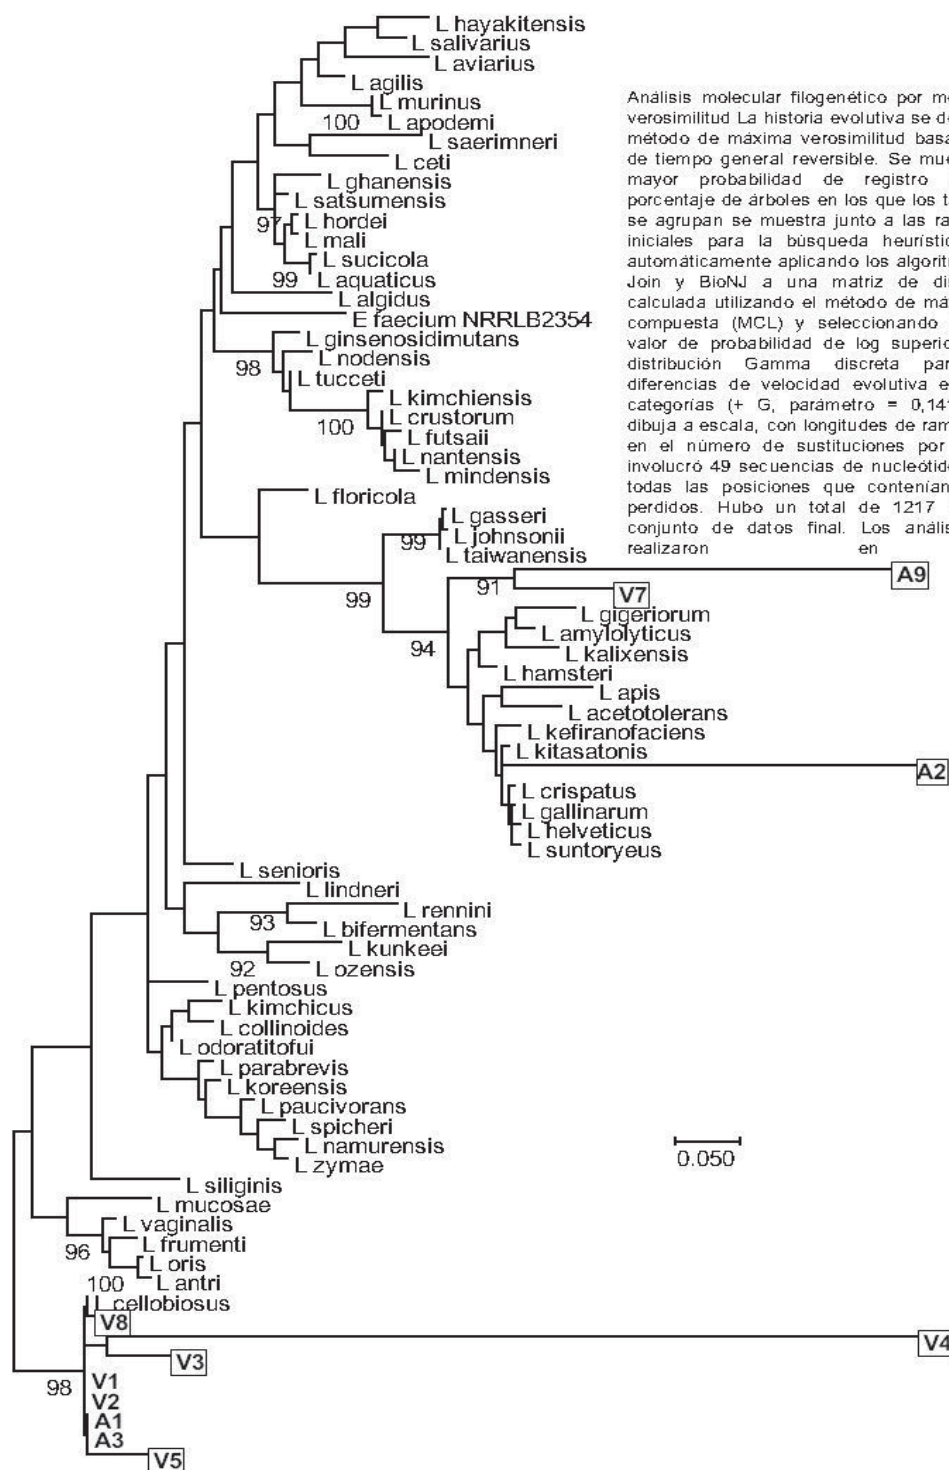 L hayakitensis
L salivarius
L aviarius
L agilis
L murinus
100
L apodemi
L saerimneri
L ceti
L ghanensis
L satsumensis
97
L hordei
L mali
L sucicola
99
L aquaticus
L algidus
E faecium NRRLB2354
L ginsenosidimutans
L nodensis
98
L tucceti
L kimchiensis
L crustorum
100
L futsaii
L nantensis
L mindensis
L floricola
L gasseri
L johnsonii
99
L taiwanensis
A9
91
V7
99
L gigeriorum
L amylolyticus
94
L kalixensis
L hamsteri
L apis
L acetotolerans
L kefiranofaciens
L kitasatonis
A2
L crispatus
L gallinarum
L helveticus
L suntoryeus
L senioris
L lindneri
L rennini
93
L bifermentans
L kunkeei
92
L ozensis
L pentosus
L kimchicus
L collinoides
L odoratitofui
L parabrevis
L koreensis
L paucivorans
L spicheri
L namurensis
L zymae
L siliginis
L mucosae
L vaginalis
96
L frumenti
L oris
100
L antri
L cellobiosus
V8
V4
V3
98
V1
V2
A1
A3
V5
0.050
Análisis molecular filogenético por m
verosimilitud La historia evolutiva se d
método de máxima verosimilitud basa
de tiempo general reversible. Se mue
mayor probabilidad de registro
porcentaje de árboles en los que los t
se agrupan se muestra junto a las ra
iniciales para la búsqueda heurístic
automáticamente aplicando los algorit
Join y BioNJ a una matriz de di
calculada utilizando el método de má
compuesta (MCL) y seleccionando
valor de probabilidad de log superio
distribución Gamma discreta par
diferencias de velocidad evolutiva e
categorías (+ G, parámetro = 0,141
dibuja a escala, con longitudes de ram
en el número de sustituciones por
involucró 49 secuencias de nucleótid
todas las posiciones que contenían
perdidos. Hubo un total de 1217
conjunto de datos final. Los análisi
realizaron en